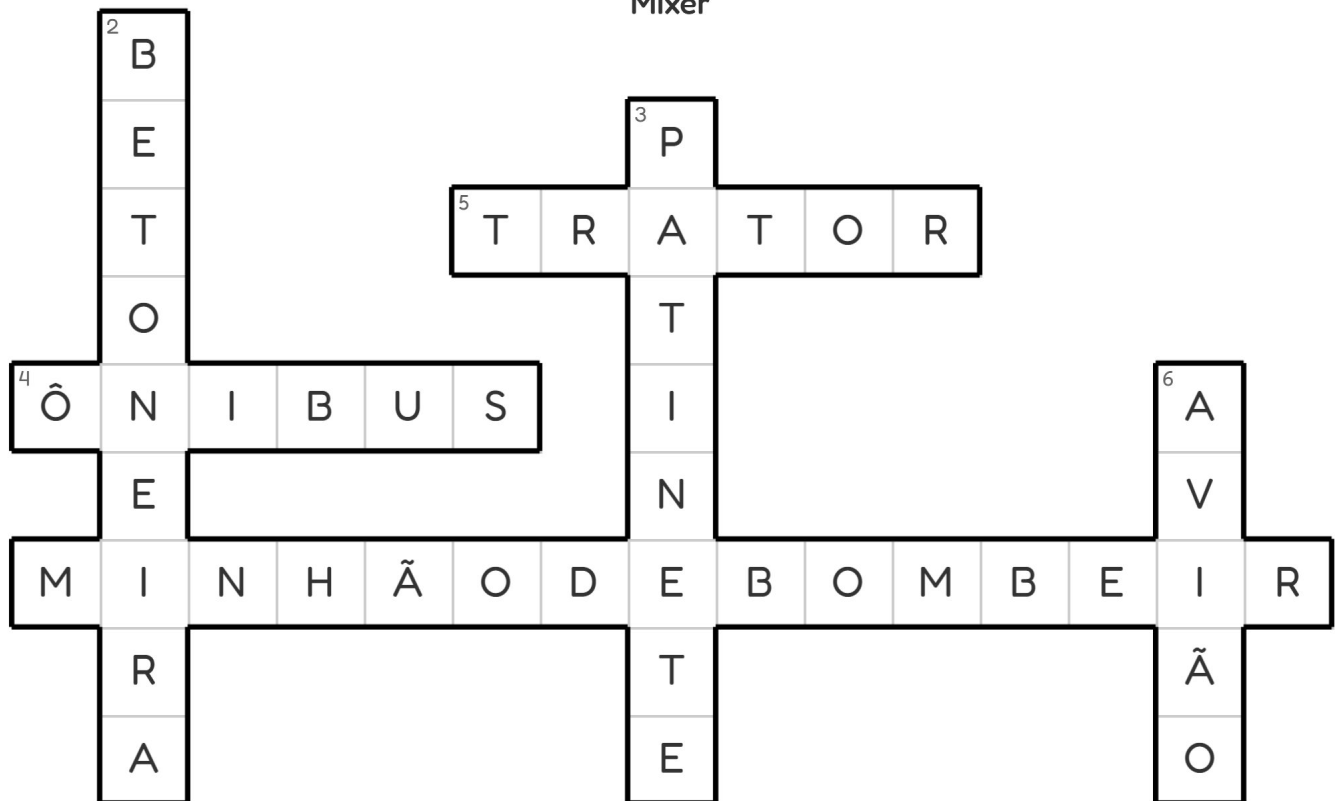 Mixer
2 B
E 3 P
T 5 T R A T O R
O T
4 Ô N I B U S I 6 A
E N V
M I N H Ã O D E B O M B E I R
R T Ã
A E O